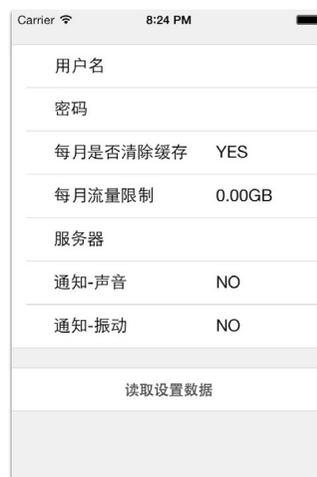 Carrier 8:24 PM
用户名
密码
每月是否清除缓存 YES
每月流量限制 0.00GB
服务器
通知-声音 NO
通知-振动 NO
读取设置数据